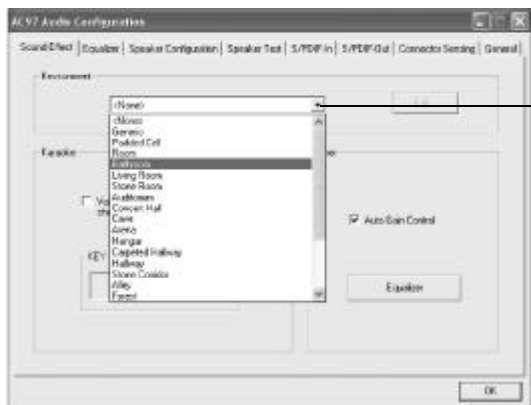 AC97 Audio Configuration
Sound Effect Equalizer Speaker Configuration Speaker Test S/PDIF-In S/PDIF-Out Connector Sensing General
Environment
<None>
<None>
Generic
Padded Cell
Room
Bathroom
Living Room
Stone Room
Auditorium
Concert Hall
Cave
Arena
Hangar
Carpeted Hallway
Hallway
Stone Corridor
Alley
Forest
Karaoke
KEY
Auto Gain Control
Equalizer
OK